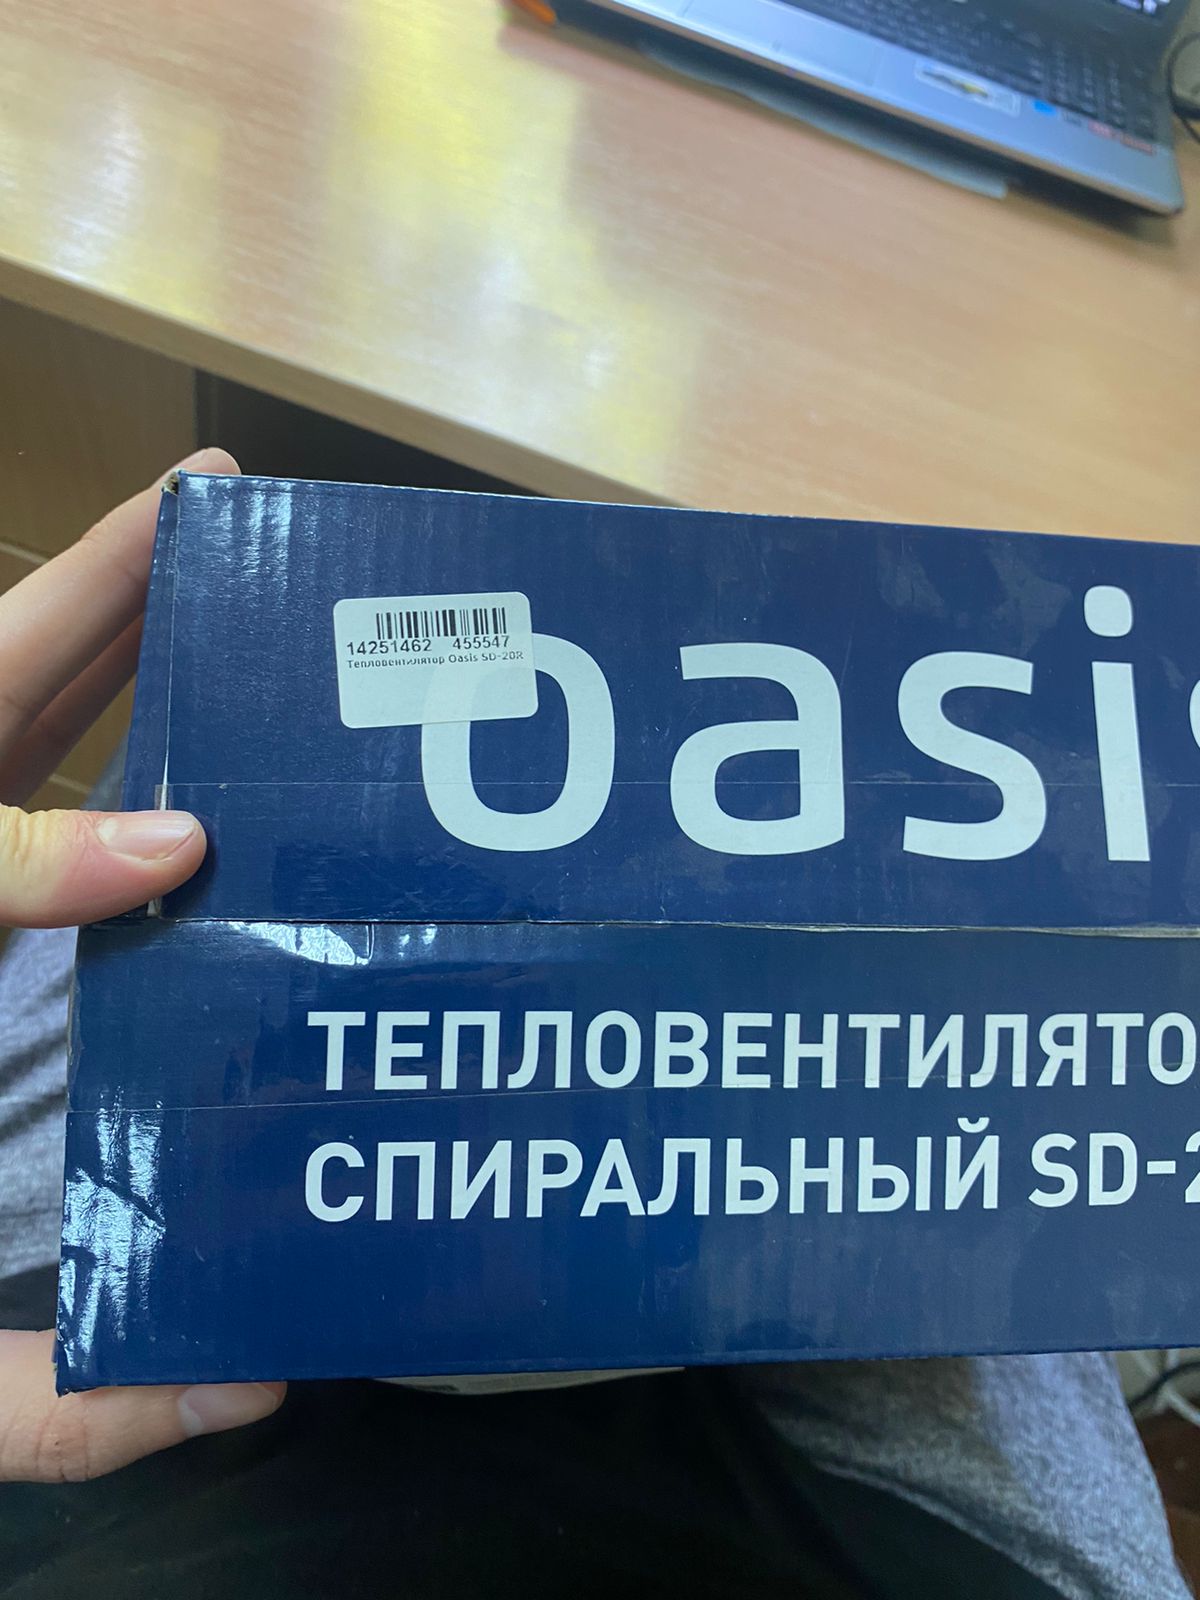 14251462 455547
Тепловентилятор Oasis SD-20R
oasis
ТЕПЛОВЕНТИЛЯТО
СПИРАЛЬНЫЙ SD-2